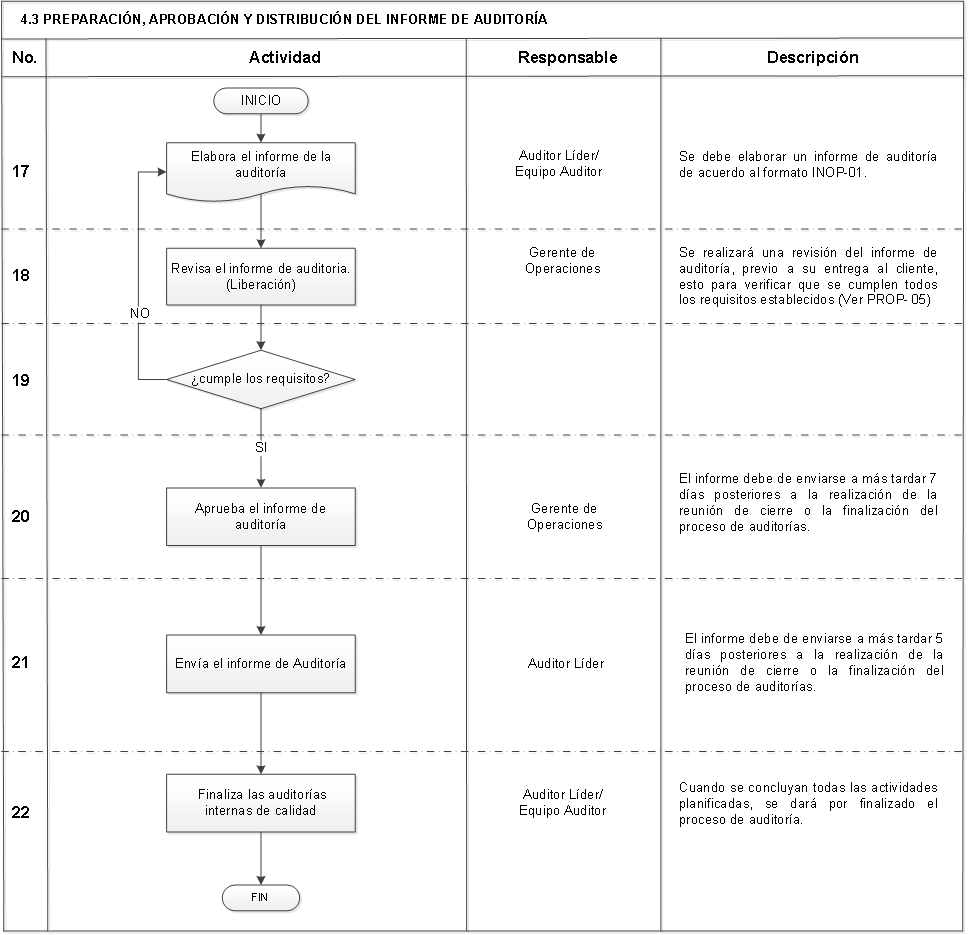 4.3 PREPARACIÓN, APROBACIÓN Y DISTRIBUCIÓN DEL INFORME DE AUDITORÍA
No. Actividad Responsable Descripción
INICIO
17
Elabora el informe de la
auditoría
Auditor Líder/
Equipo Auditor
Se debe elaborar un informe de auditoría
de acuerdo al formato INOP-01.
18
Revisa el informe de auditoria.
(Liberación)
Gerente de
Operaciones
Se realizará una revisión del informe de
auditoría, previo a su entrega al cliente,
esto para verificar que se cumplen todos
los requisitos establecidos (Ver PROP- 05)
NO
19
¿cumple los requisitos?
SI
20
Aprueba el informe de
auditoría
Gerente de
Operaciones
El informe debe de enviarse a más tardar 7
días posteriores a la realización de la
reunión de cierre o la finalización del
proceso de auditorías.
21
Envía el informe de Auditoría
Auditor Líder
El informe debe de enviarse a más tardar 5
días posteriores a la realización de la
reunión de cierre o la finalización del
proceso de auditorías.
22
Finaliza las auditorías
internas de calidad
Auditor Líder/
Equipo Auditor
Cuando se concluyan todas las actividades
planificadas, se dará por finalizado el
proceso de auditoría.
FIN